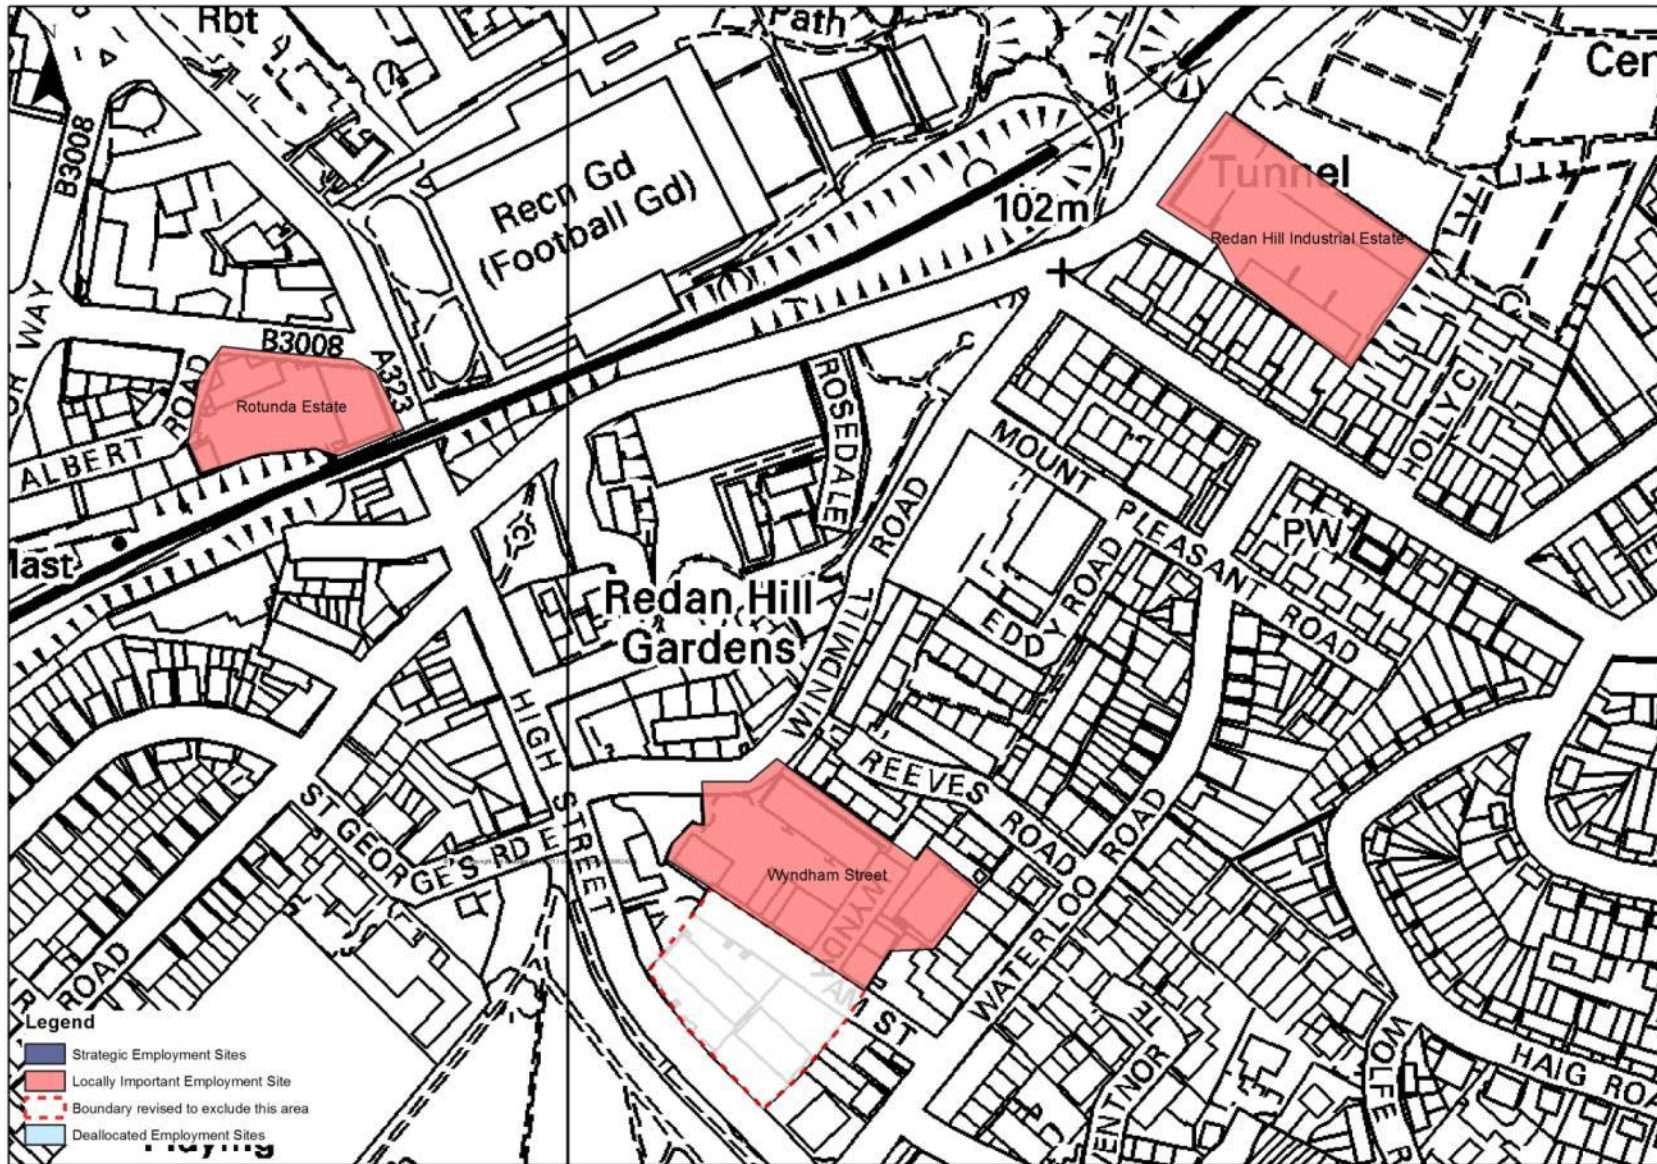 Rbt
Path
Cen
N
B3008
Recn Gd
(Football Gd)
Tunnel
102m
Redan Hill Industrial Estate
WAY
B3008
A323
ROAD
Rotunda Estate
ALBERT
ROSEDALE
HOLLY C
MOUNT PLEASANT ROAD
PW
ROAD
last
Redan Hill
Gardens
EDDY ROAD
WINDMILL
HIGH STREET
REEVES ROAD
ST GEORGE'S RD E
WATERLOO ROAD
Wyndham Street
WYNDHAM ST
ROAD
VENTNOR TE
WOLFE R
HAIG ROA
Legend
Strategic Employment Sites
Locally Important Employment Site
Boundary revised to exclude this area
Deallocated Employment Sites
Playing